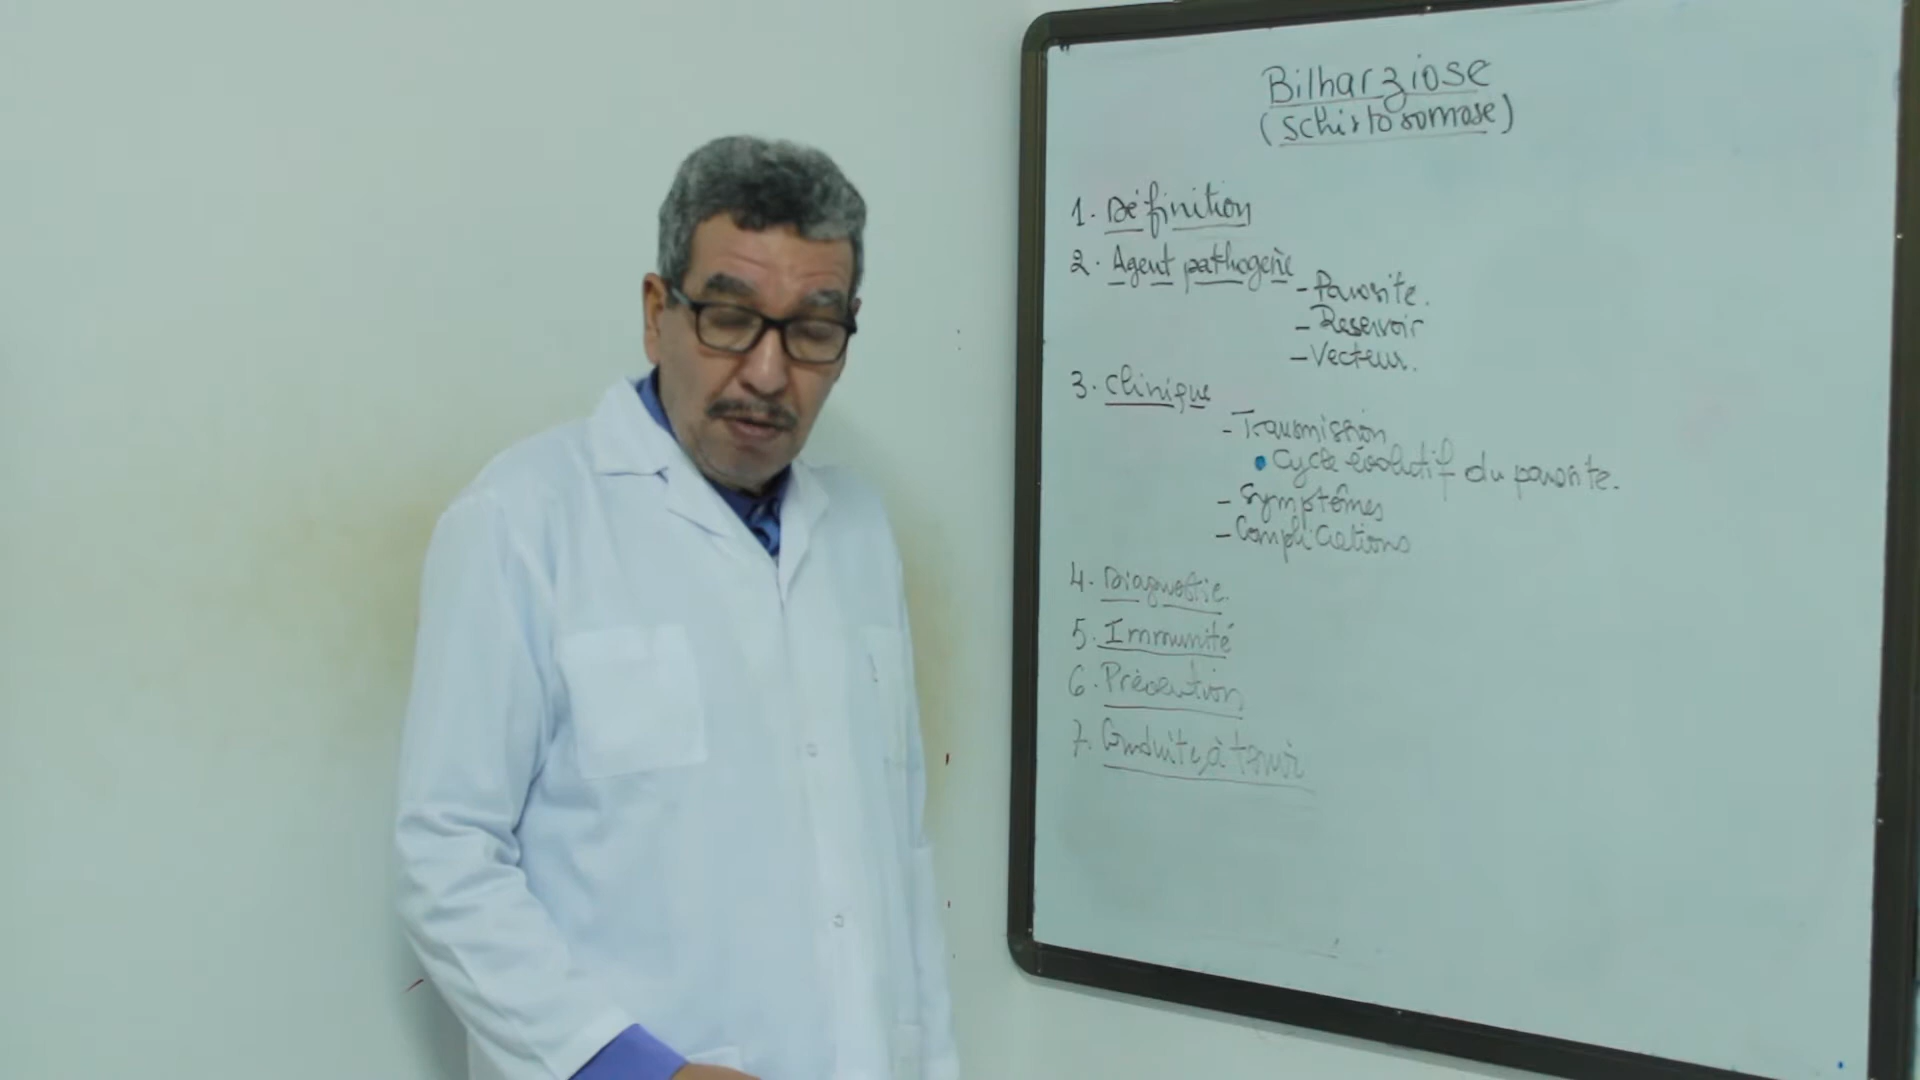 Bilharziose
(Schistosomose)
1. Définition
2. Agent pathogène
- Parasite.
- Reservoir
- Vecteur.
3. Clinique
- Transmission
• Cycle évolutif du parasite.
- Symptômes
- Complications
4. Diagnostic.
5. Immunité
6. Prévention
7. Conduite à tenir